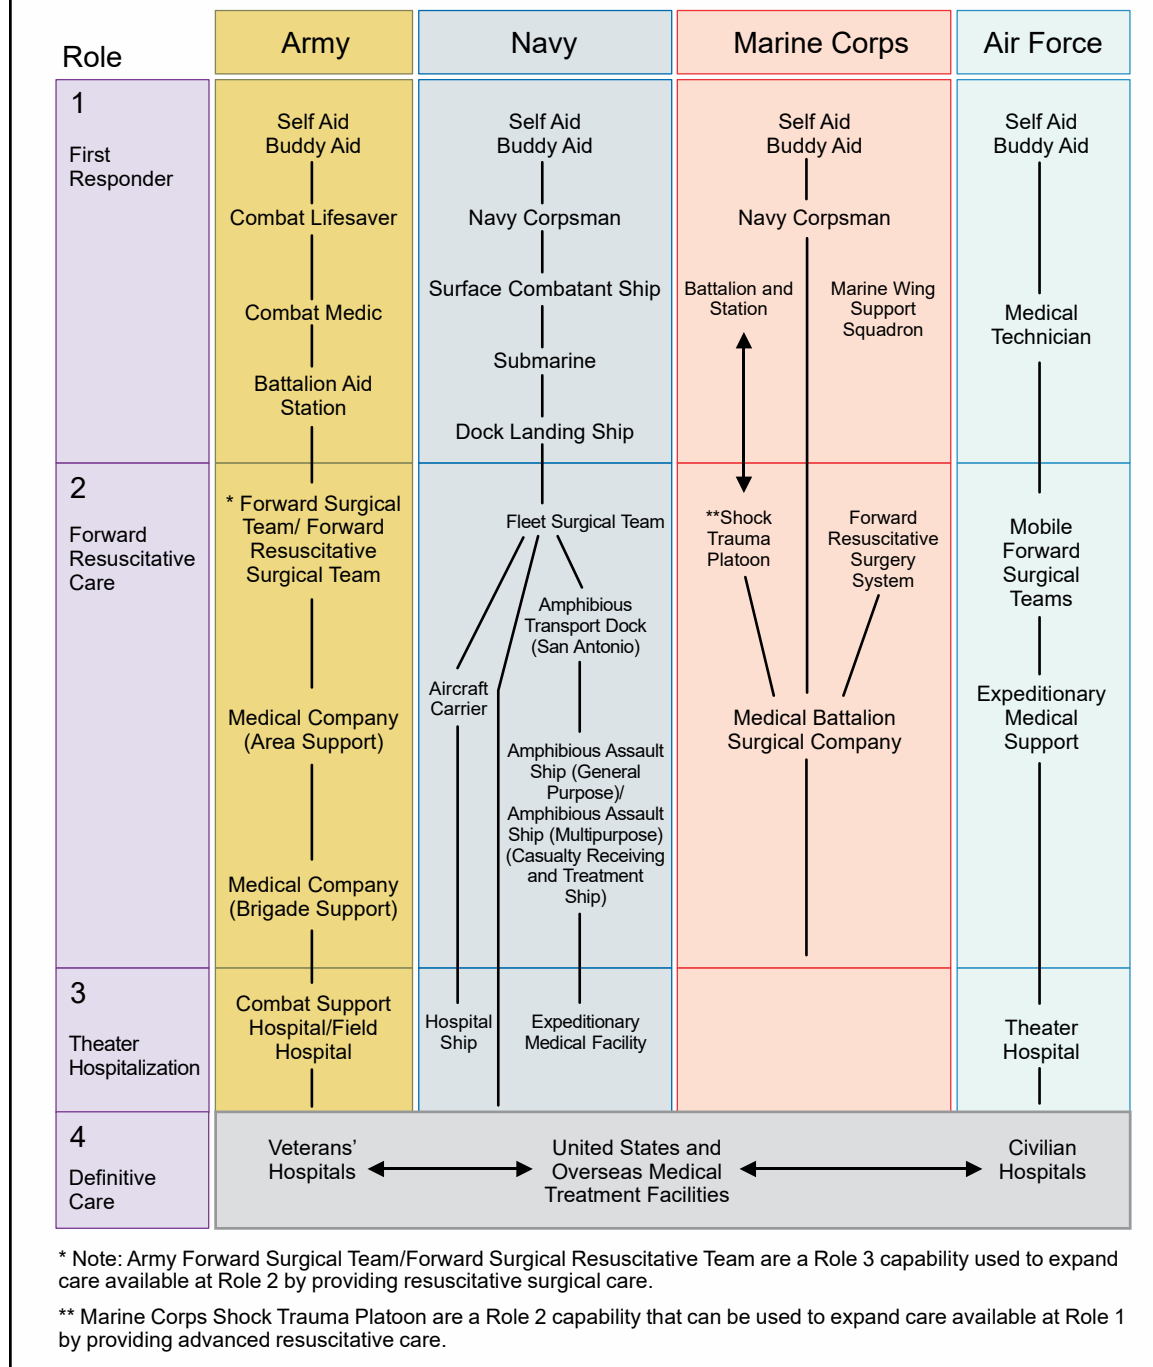 Role
Army
Navy
Marine Corps
Air Force
1
First
Responder
Self Aid
Buddy Aid
Combat Lifesaver
Combat Medic
Battalion Aid
Station
Self Aid
Buddy Aid
Navy Corpsman
Surface Combatant Ship
Submarine
Dock Landing Ship
Self Aid
Buddy Aid
Navy Corpsman
Battalion and
Station
Marine Wing
Support
Squadron
Self Aid
Buddy Aid
Medical
Technician
2
Forward
Resuscitative
Care
* Forward Surgical
Team/ Forward
Resuscitative
Surgical Team
Medical Company
(Area Support)
Medical Company
(Brigade Support)
Fleet Surgical Team
Amphibious
Transport Dock
(San Antonio)
Aircraft
Carrier
Amphibious Assault
Ship (General
Purpose)/
Amphibious Assault
Ship (Multipurpose)
(Casualty Receiving
and Treatment
Ship)
**Shock
Trauma
Platoon
Forward
Resuscitative
Surgery
System
Medical Battalion
Surgical Company
Mobile
Forward
Surgical
Teams
Expeditionary
Medical
Support
3
Theater
Hospitalization
Combat Support
Hospital/Field
Hospital
Hospital
Ship
Expeditionary
Medical Facility
Theater
Hospital
4
Definitive
Care
Veterans’
Hospitals
United States and
Overseas Medical
Treatment Facilities
Civilian
Hospitals
* Note: Army Forward Surgical Team/Forward Surgical Resuscitative Team are a Role 3 capability used to expand
care available at Role 2 by providing resuscitative surgical care.
** Marine Corps Shock Trauma Platoon are a Role 2 capability that can be used to expand care available at Role 1
by providing advanced resuscitative care.